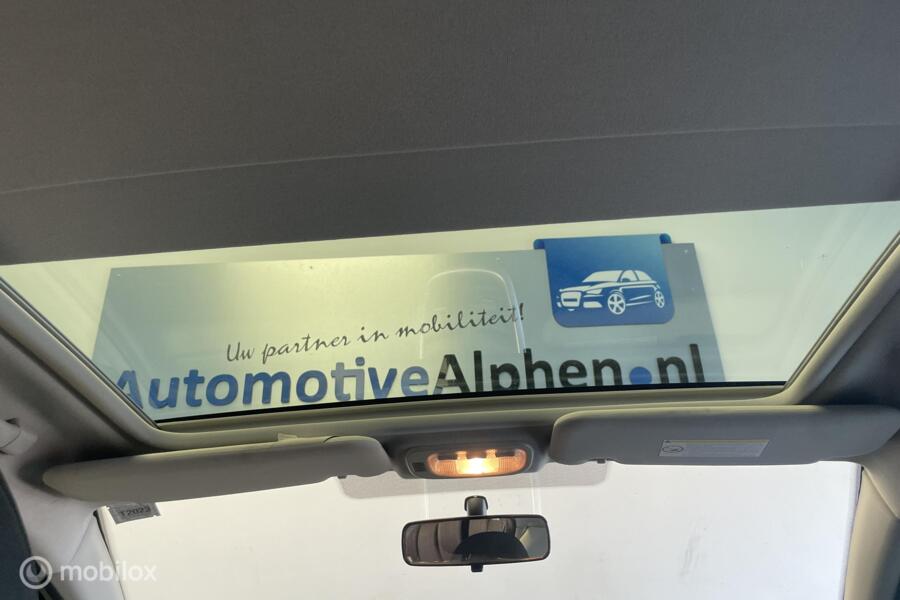 Uw partner in mobiliteit!
AutomotiveAlphen.nl
mobilox